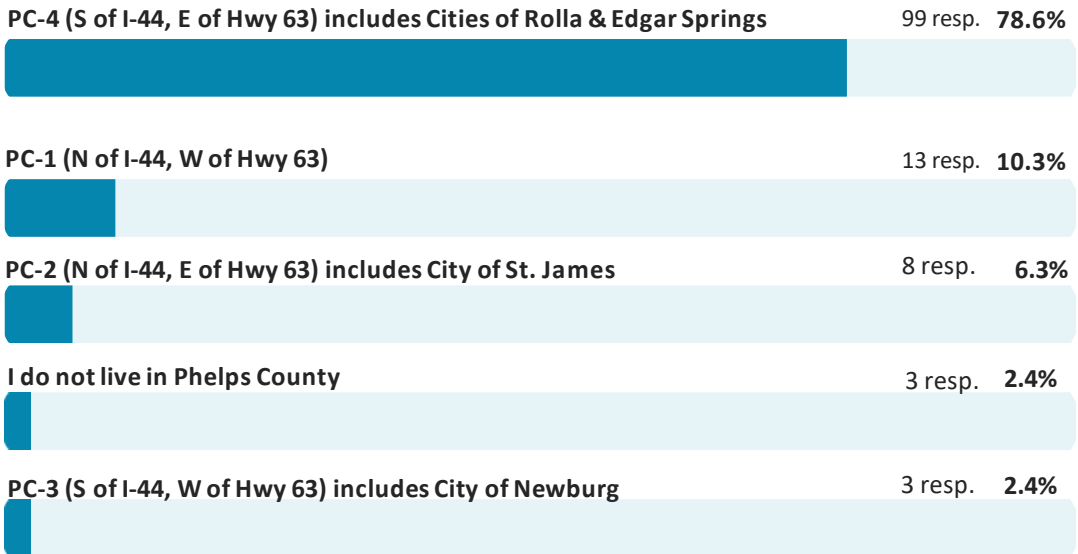 PC-4 (S of I-44, E of Hwy 63) includes Cities of Rolla & Edgar Springs 99 resp. 78.6%
PC-1 (N of I-44, W of Hwy 63) 13 resp. 10.3%
PC-2 (N of I-44, E of Hwy 63) includes City of St. James 8 resp. 6.3%
I do not live in Phelps County 3 resp. 2.4%
PC-3 (S of I-44, W of Hwy 63) includes City of Newburg 3 resp. 2.4%